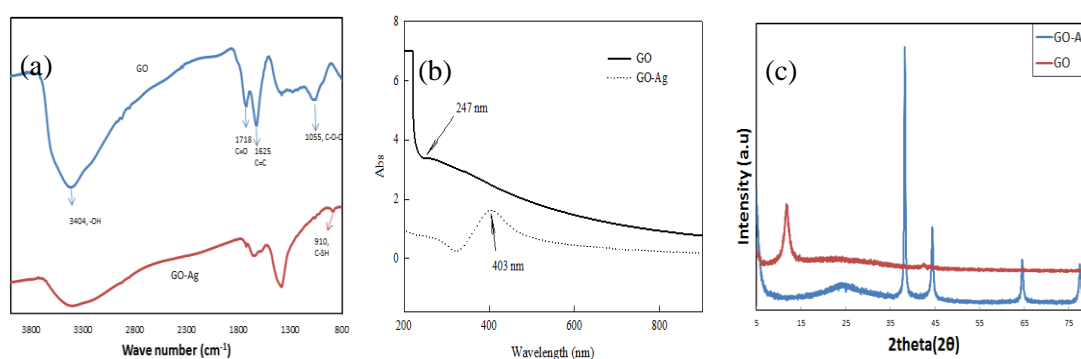 (a)
GO
1718
C=O
1625
C=C
1055, C-O-C
3404, -OH
910,
C-SH
GO-Ag
3800 3300 2800 2300 1800 1300 800
Wave number (cm-1)
(b)
GO
GO-Ag
247 nm
403 nm
Abs
8
6
4
2
0
200 400 600 800
Wavelength (nm)
(c)
GO-A
GO
Intensity (a.u)
5 15 25 35 45 55 65 75
2theta(2θ)